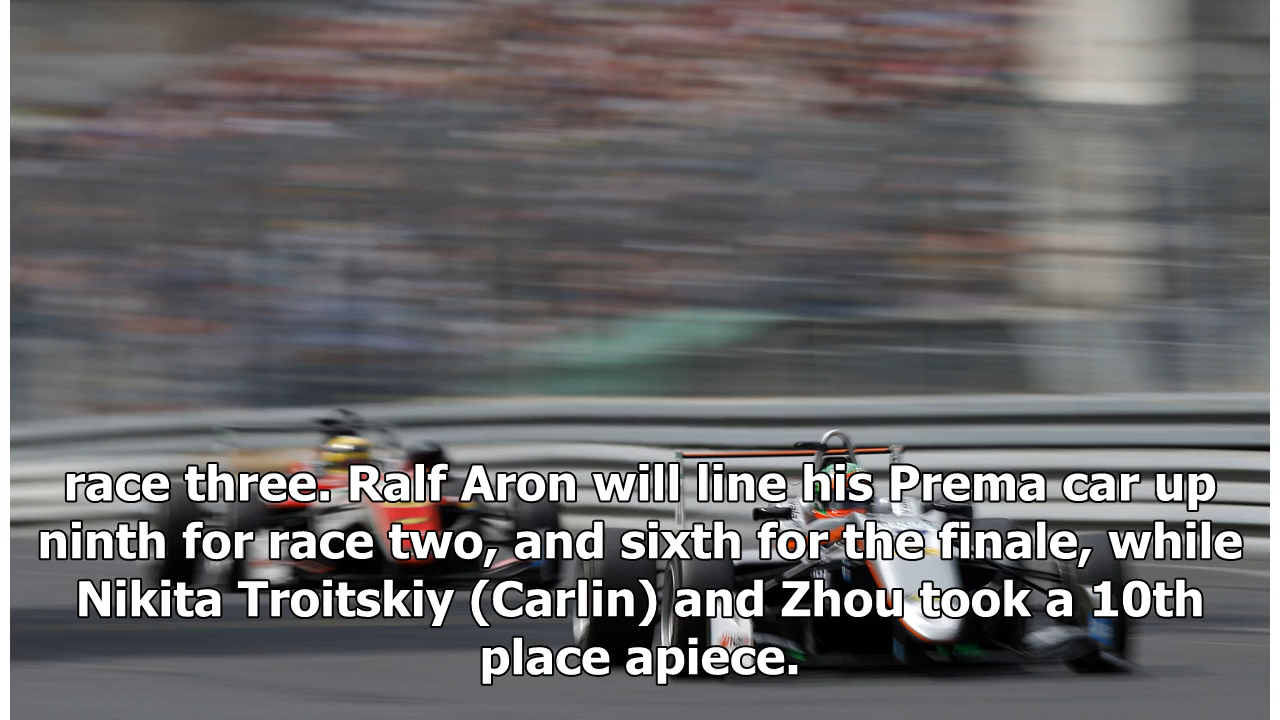 race three. Ralf Aron will line his Prema car up
ninth for race two, and sixth for the finale, while
Nikita Troitskiy (Carlin) and Zhou took a 10th
place apiece.